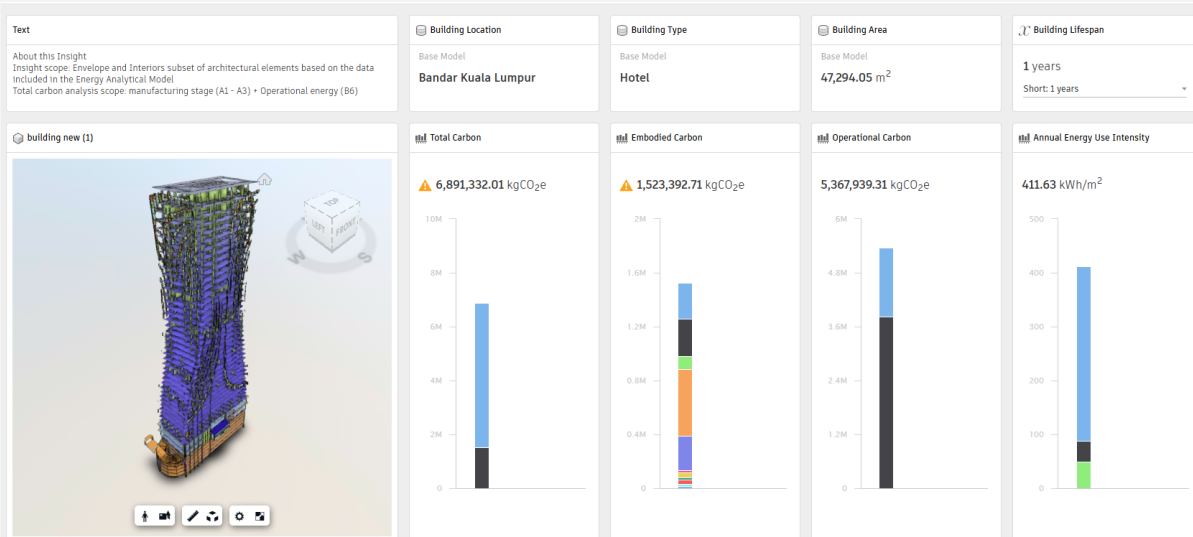 Text
About this Insight
Insight scope: Envelope and Interiors subset of architectural elements based on the data
included in the Energy Analytical Model
Total carbon analysis scope: manufacturing stage (A1 - A3) + Operational energy (B6)
Building Location
Base Model
Bandar Kuala Lumpur
Building Type
Base Model
Hotel
Building Area
Base Model
47,294.05 m²
𝑥 Building Lifespan
1 years
Short: 1 years
building new (1)
TOP
LEFT
FRONT
W
S
Total Carbon
6,891,332.01 kgCO₂e
10M
8M
6M
4M
2M
0
Embodied Carbon
1,523,392.71 kgCO₂e
2M
1.6M
1.2M
0.8M
0.4M
0
Operational Carbon
5,367,939.31 kgCO₂e
6M
4.8M
3.6M
2.4M
1.2M
0
Annual Energy Use Intensity
411.63 kWh/m²
500
400
300
200
100
0